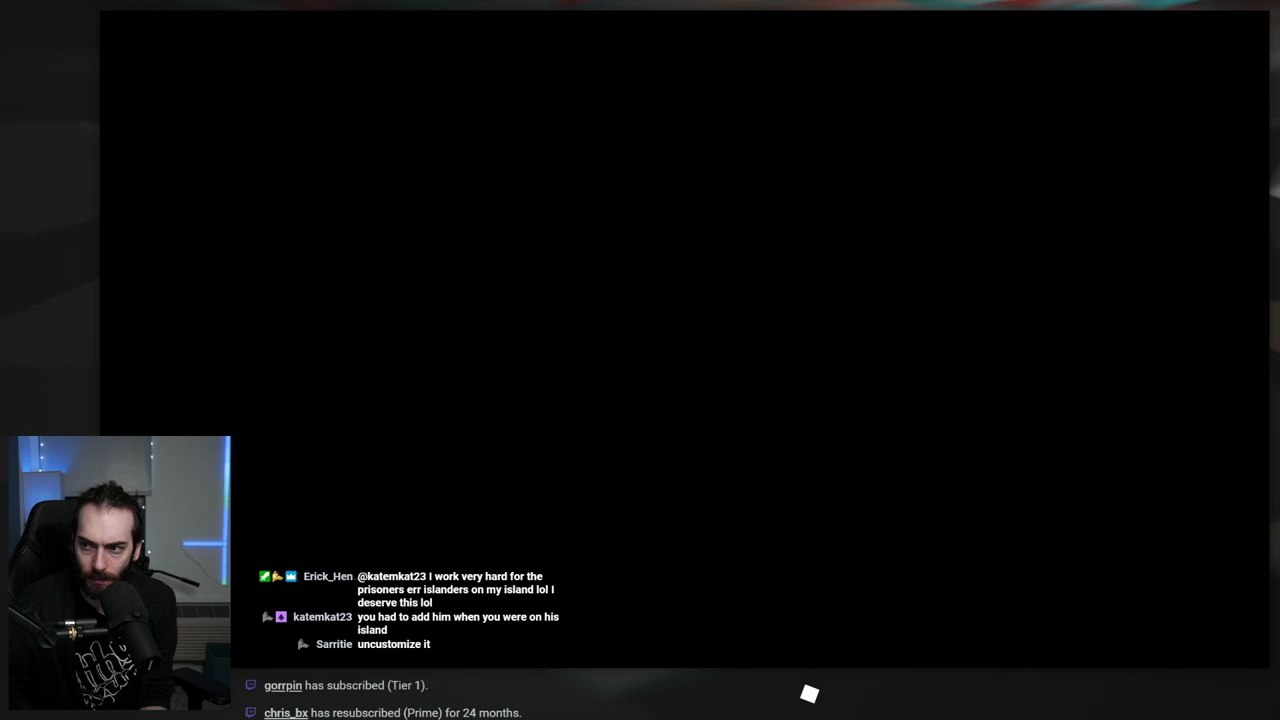 Erick_Hen @katemkat23 I work very hard for the
prisoners err islanders on my island lol I
deserve this lol
katemkat23 you had to add him when you were on his
island
Sarritie uncustomize it
gorrpin has subscribed (Tier 1).
chris_bx has resubscribed (Prime) for 24 months.